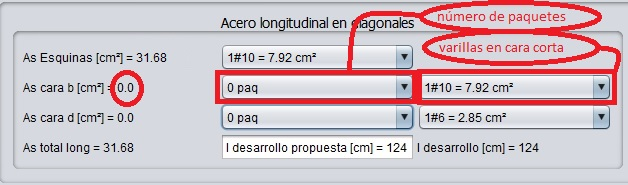 Acero longitudinal en diagonales
número de paquetes
varillas en cara corta
As Esquinas [cm²] = 31.68
1#10 = 7.92 cm²
As cara b [cm²] = 0.0
0 paq
1#10 = 7.92 cm²
As cara d [cm²] = 0.0
0 paq
1#6 = 2.85 cm²
As total long = 31.68
l desarrollo propuesta [cm] = 124
l desarrollo [cm] = 124